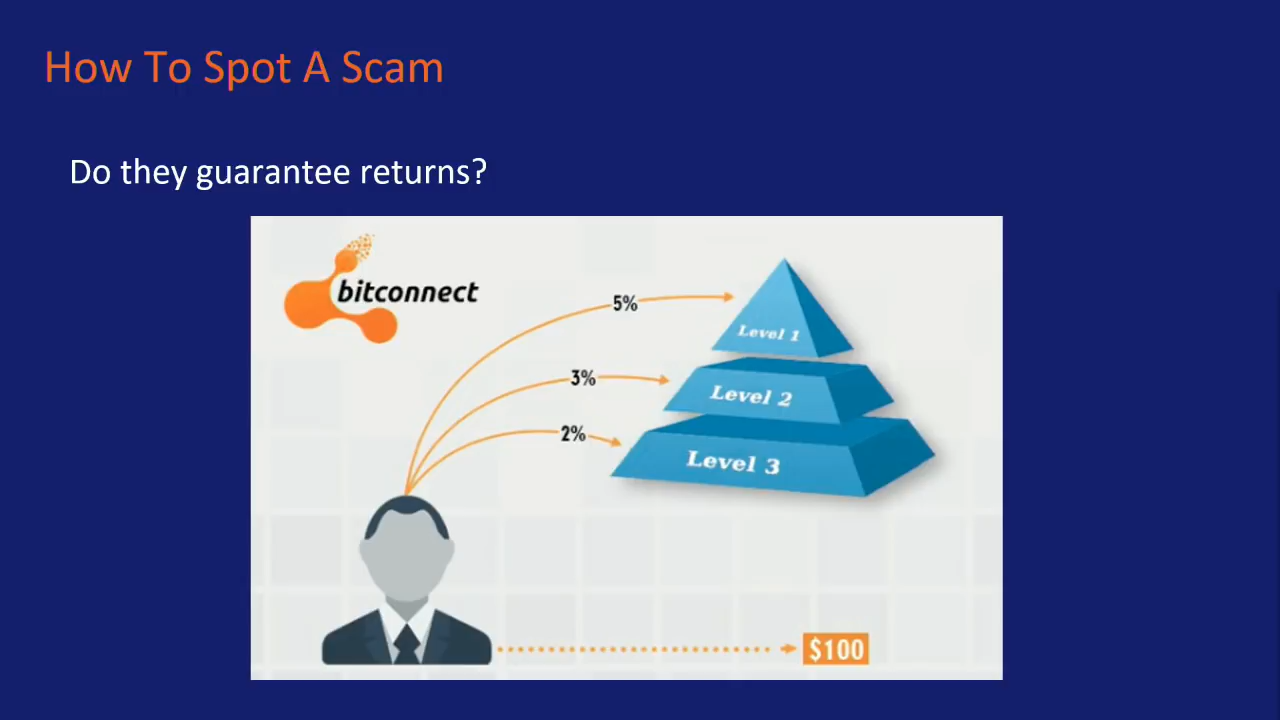 How To Spot A Scam
Do they guarantee returns?
bitconnect
5%
Level 1
3%
Level 2
2%
Level 3
$100